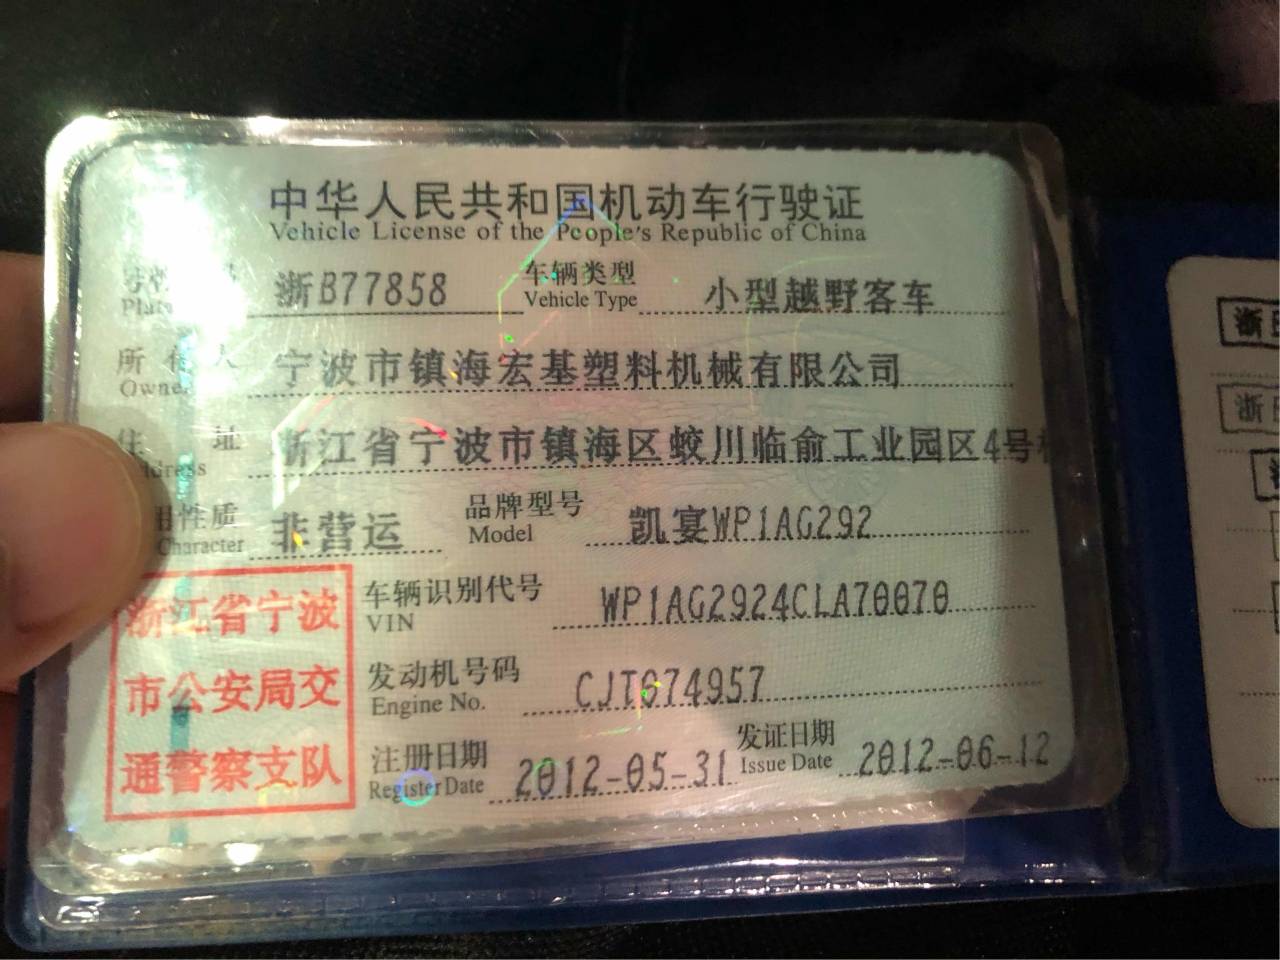 中华人民共和国机动车行驶证
Vehicle License of the People's Republic of China
浙B77858 车辆类型 小型越野客车
Vehicle Type
所 人 宁波市镇海宏基塑料机械有限公司
Owne
住 址 浙江省宁波市镇海区蛟川临俞工业园区4号
ddress
用性质 非营运 品牌型号 凯宴WP1AG292
Character Model
车辆识别代号 WP1AG2924CLA70070
VIN
发动机号码 CJT074957
Engine No.
注册日期 2012-05-31 发证日期 2012-06-12
Register Date Issue Date
浙江省宁波
市公安局交
通警察支队
浙
浙